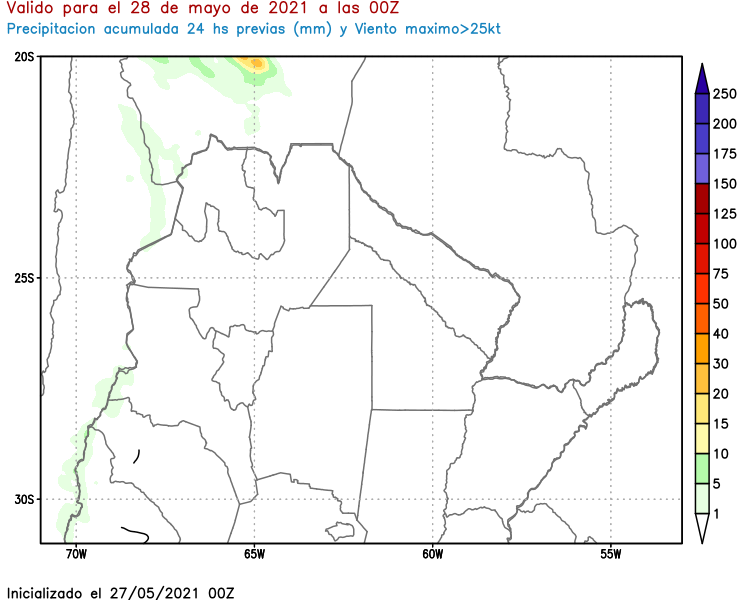 Valido para el 28 de mayo de 2021 a las 00Z
Precipitacion acumulada 24 hs previas (mm) y Viento maximo>25kt
20S
25S
30S
70W
65W
60W
55W
250
200
175
150
125
100
75
50
40
30
20
15
10
5
1
Inicializado el 27/05/2021 00Z